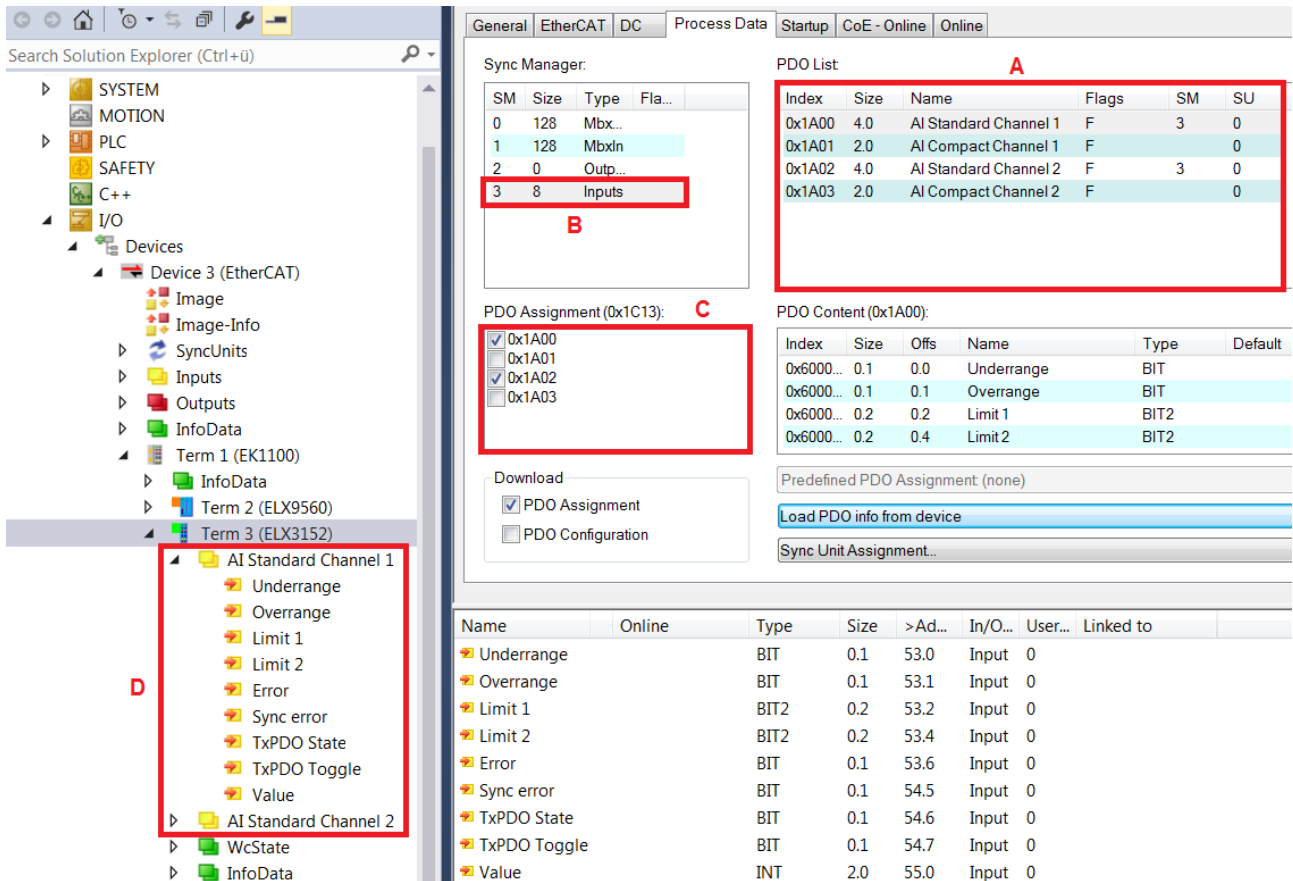 Search Solution Explorer (Ctrl+ü)
SYSTEM
MOTION
PLC
SAFETY
C++
I/O
Devices
Device 3 (EtherCAT)
Image
Image-Info
SyncUnits
Inputs
Outputs
InfoData
Term 1 (EK1100)
InfoData
Term 2 (ELX9560)
Term 3 (ELX3152)
AI Standard Channel 1
Underrange
Overrange
Limit 1
Limit 2
Error
Sync error
TxPDO State
TxPDO Toggle
Value
AI Standard Channel 2
WcState
InfoData
D
General EtherCAT DC Process Data Startup CoE - Online Online
Sync Manager:
SM Size Type Fla...
0 128 Mbx...
1 128 MbxIn
2 0 Outp...
3 8 Inputs
B
PDO List:
A
Index Size Name Flags SM SU
0x1A00 4.0 AI Standard Channel 1 F 3 0
0x1A01 2.0 AI Compact Channel 1 F 0
0x1A02 4.0 AI Standard Channel 2 F 3 0
0x1A03 2.0 AI Compact Channel 2 F 0
PDO Assignment (0x1C13):
C
0x1A00
0x1A01
0x1A02
0x1A03
PDO Content (0x1A00):
Index Size Offs Name Type Default
0x6000... 0.1 0.0 Underrange BIT
0x6000... 0.1 0.1 Overrange BIT
0x6000... 0.2 0.2 Limit 1 BIT2
0x6000... 0.2 0.4 Limit 2 BIT2
Download
PDO Assignment
PDO Configuration
Predefined PDO Assignment: (none)
Load PDO info from device
Sync Unit Assignment...
Name Online Type Size >Ad... In/O... User... Linked to
Underrange BIT 0.1 53.0 Input 0
Overrange BIT 0.1 53.1 Input 0
Limit 1 BIT2 0.2 53.2 Input 0
Limit 2 BIT2 0.2 53.4 Input 0
Error BIT 0.1 53.6 Input 0
Sync error BIT 0.1 54.5 Input 0
TxPDO State BIT 0.1 54.6 Input 0
TxPDO Toggle BIT 0.1 54.7 Input 0
Value INT 2.0 55.0 Input 0